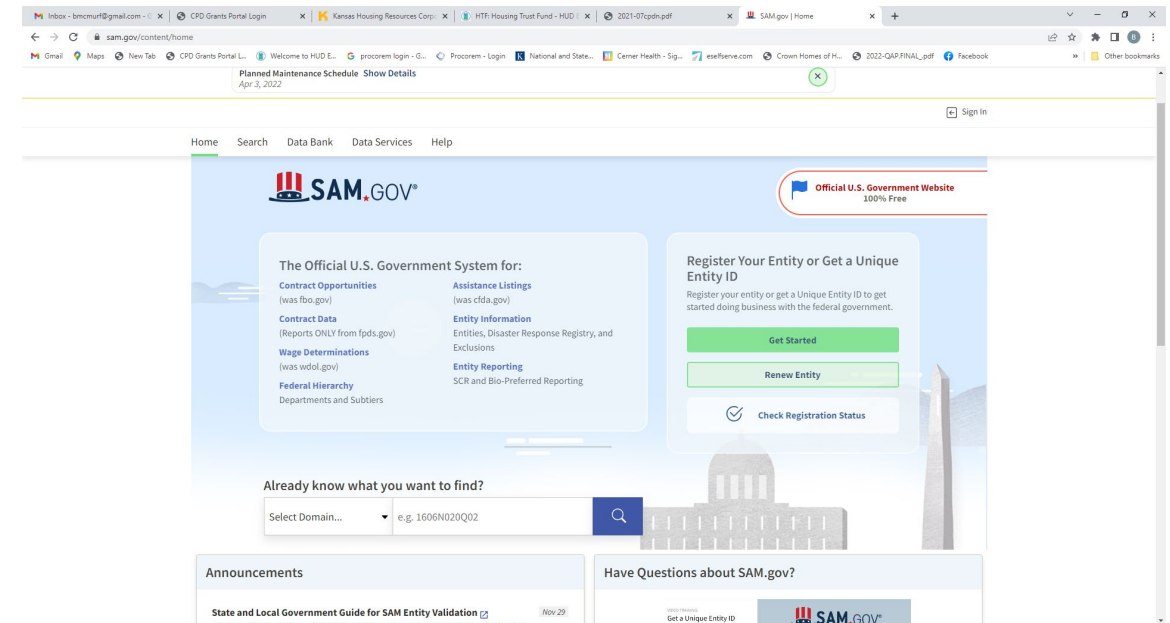 Inbox - bmcmurf@gmail.com - G
CPD Grants Portal Login
Kansas Housing Resources Corpo
HTF: Housing Trust Fund - HUD E
2021-07cpdn.pdf
SAM.gov | Home
sam.gov/content/home
Gmail
Maps
New Tab
CPD Grants Portal L...
Welcome to HUD E...
procorem login - G...
Procorem - Login
National and State...
Cerner Health - Sig...
eselfserve.com
Crown Homes of H...
2022-QAP.FINAL_.pdf
Facebook
Other bookmarks
Planned Maintenance Schedule Show Details
Apr 3, 2022
Sign In
Home Search Data Bank Data Services Help
SAM.GOV®
Official U.S. Government Website
100% Free
The Official U.S. Government System for:
Contract Opportunities
(was fbo.gov)
Contract Data
(Reports ONLY from fpds.gov)
Wage Determinations
(was wdol.gov)
Federal Hierarchy
Departments and Subtiers
Assistance Listings
(was cfda.gov)
Entity Information
Entities, Disaster Response Registry, and
Exclusions
Entity Reporting
SCR and Bio-Preferred Reporting
Register Your Entity or Get a Unique
Entity ID
Register your entity or get a Unique Entity ID to get
started doing business with the federal government.
Get Started
Renew Entity
Check Registration Status
Already know what you want to find?
Select Domain...
e.g. 1606N020Q02
Announcements
State and Local Government Guide for SAM Entity Validation
Nov 29
Have Questions about SAM.gov?
Get a Unique Entity ID
SAM.GOV®